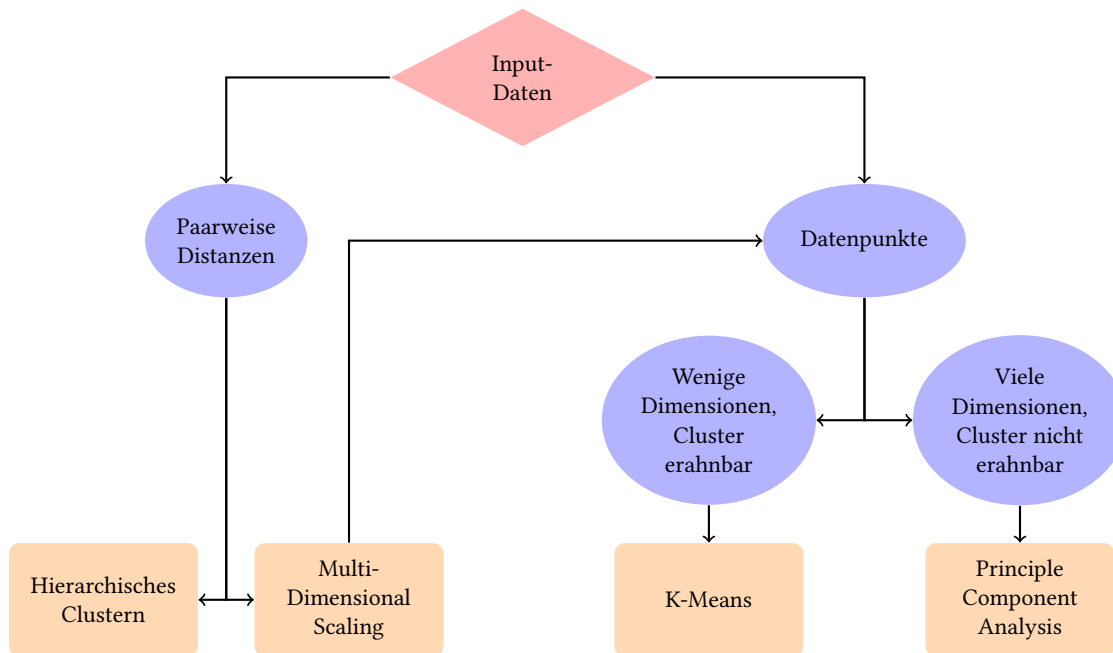 Input-
Daten
Paarweise
Distanzen
Datenpunkte
Wenige
Dimensionen,
Cluster
erahnbar
Viele
Dimensionen,
Cluster nicht
erahnbar
Hierarchisches
Clustern
Multi-
Dimensional
Scaling
K-Means
Principle
Component
Analysis